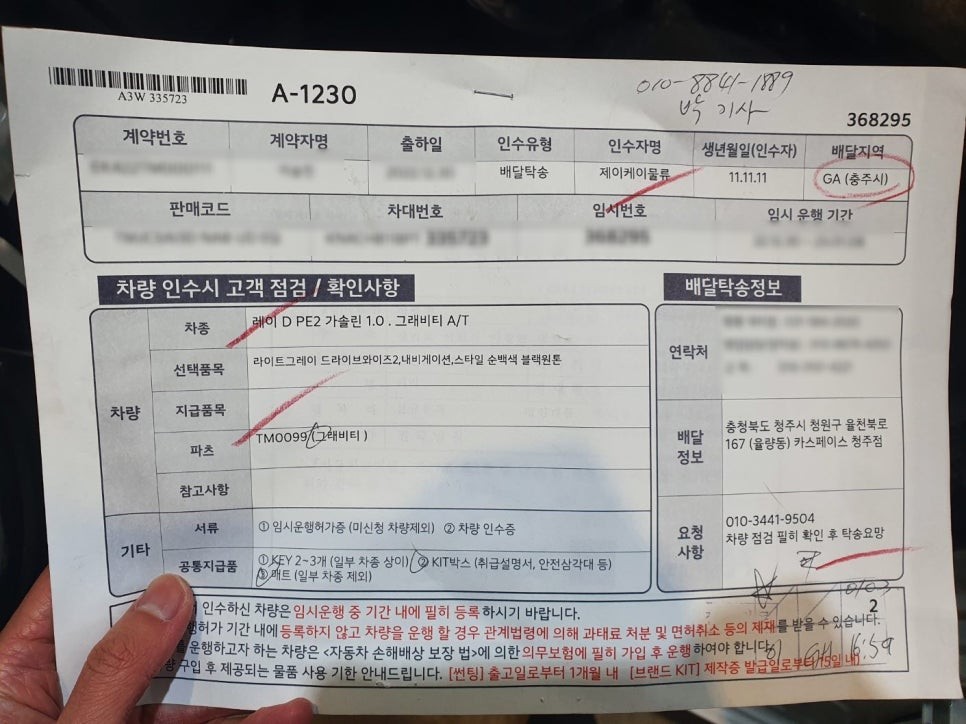 A3W 335723
A-1230
010-8841-1889
박 기사
368295
계약번호 계약자명 출하일 인수유형 인수자명 생년월일(인수자) 배달지역
배달탁송 제이케이물류 11.11.11 GA (충주시)
판매코드 차대번호 임시번호 임시 운행 기간
335723 368295
차량 인수시 고객 점검 / 확인사항
차량
차종 레이 D PE2 가솔린 1.0 . 그래비티 A/T
선택품목 라이트그레이 드라이브와이즈2,내비게이션,스타일 순백색 블랙원톤
지급품목
파츠 TM0099 (그래비티 )
참고사항
기타
서류 ① 임시운행허가증 (미신청 차량제외) ② 차량 인수증
공통지급품 ① KEY 2~3개 (일부 차종 상이) ② KIT박스 (취급설명서, 안전삼각대 등)
③ 매트 (일부 차종 제외)
배달탁송정보
연락처
배달 정보
충청북도 청주시 청원구 율천북로
167 (율량동) 카스페이스 청주점
요청 사항
010-3441-9504
차량 점검 필히 확인 후 탁송요망
인수하신 차량은 임시운행 기간 내에 필히 등록 하시기 바랍니다.
행허가 기간 내에 등록하지 않고 차량을 운행 할 경우 관계법령에 의해 과태료 처분 및 면허취소 등의 제재를 받을 수 있습니다.
운행하고자 하는 차량은 <자동차 손해배상 보장 법>에 의한 의무보험에 필히 가입 후 운행 하여야 합니다.
구입 후 제공되는 물품 사용 기한 안내드립니다. [썬팅] 출고일로부터 1개월 내 [브랜드 KIT] 제작증 발급일로부터 15일 내
0103
2
16:59